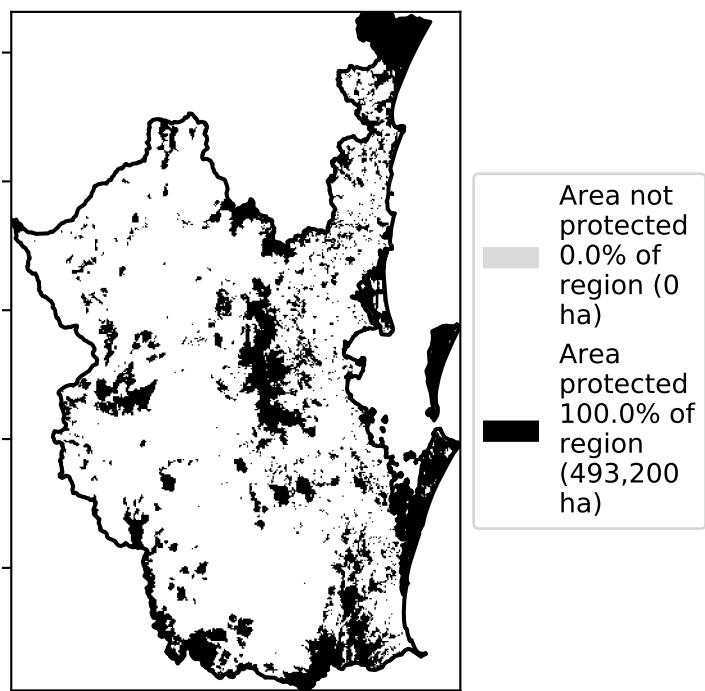 Area not
protected
0.0% of
region (0
ha)
Area
protected
100.0% of
region
(493,200
ha)